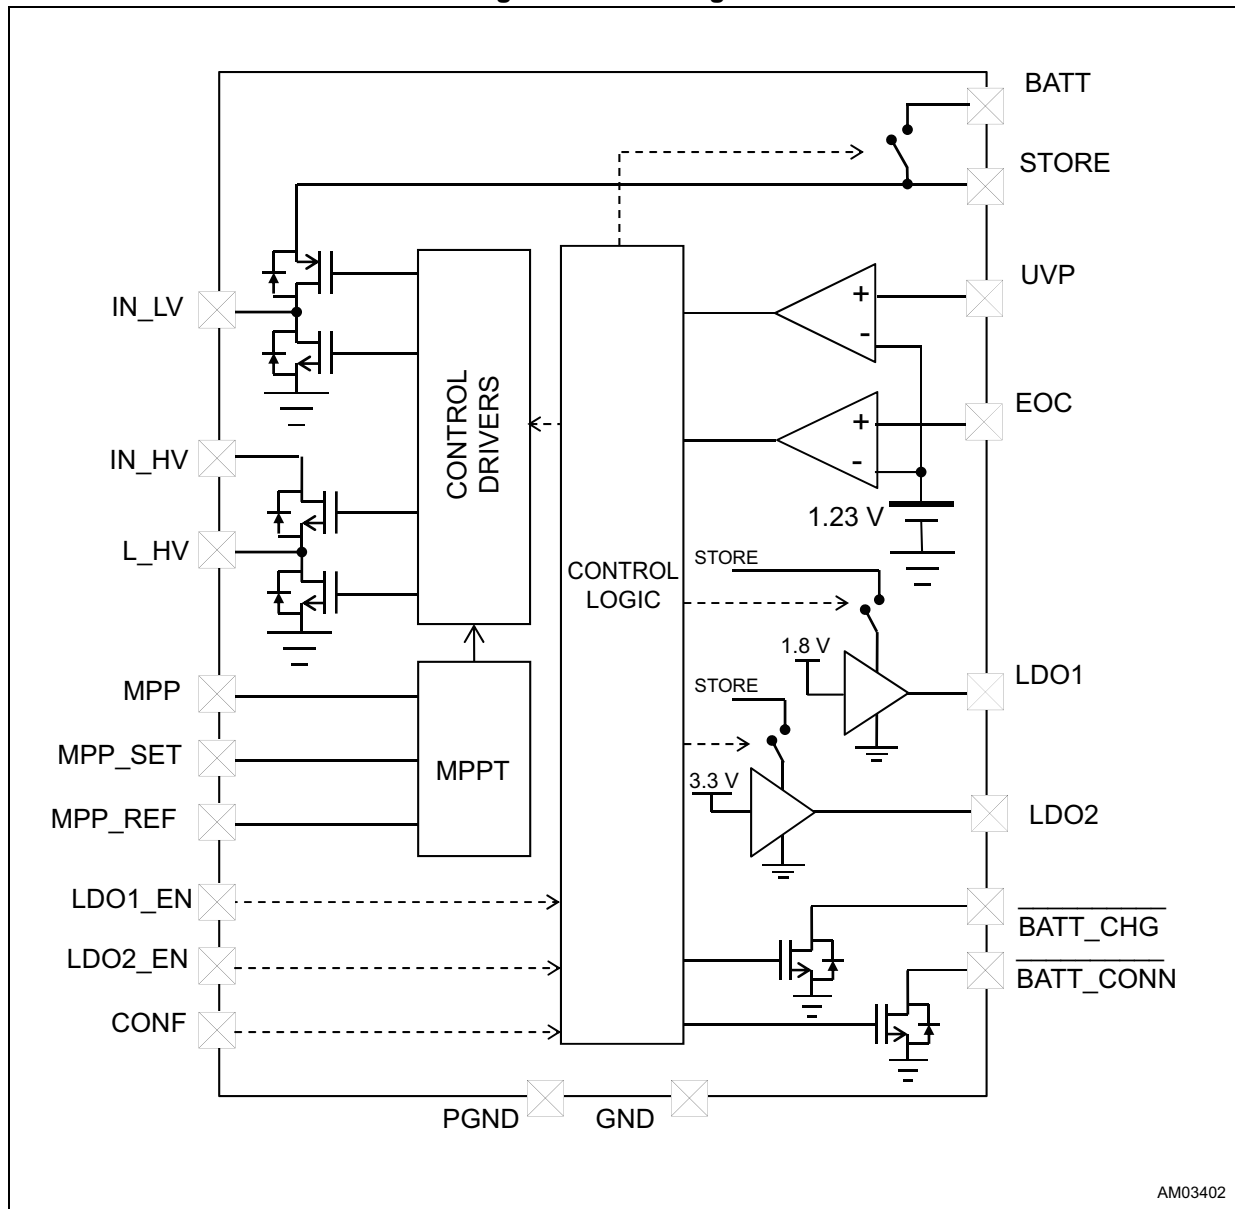 BATT
STORE
UVP
+
-
EOC
+
-
1.23 V
IN_LV
IN_HV
L_HV
CONTROL
DRIVERS
CONTROL
LOGIC
STORE
1.8 V
LDO1
STORE
3.3 V
LDO2
MPP
MPP_SET
MPP_REF
MPPT
LDO1_EN
LDO2_EN
CONF
BATT_CHG
BATT_CONN
PGND
GND
AM03402